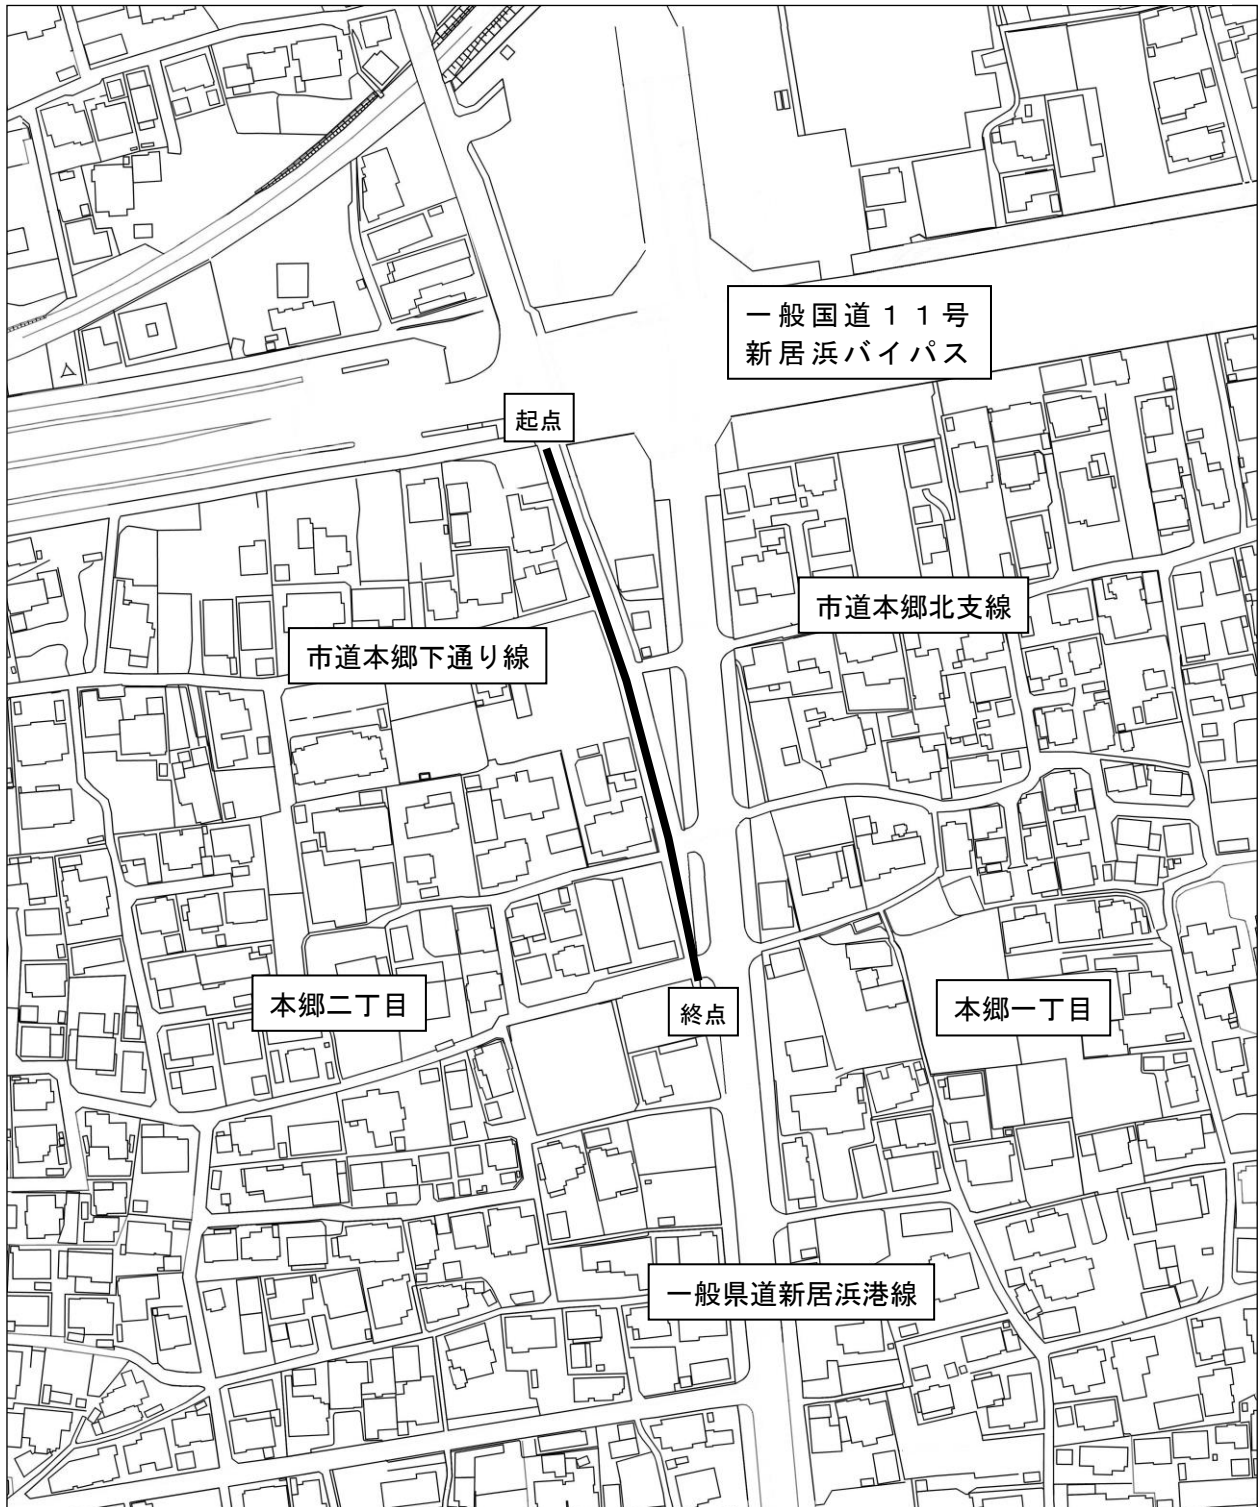 一般国道１１号
新居浜バイパス
起点
市道本郷北支線
市道本郷下通り線
本郷二丁目
終点
本郷一丁目
一般県道新居浜港線